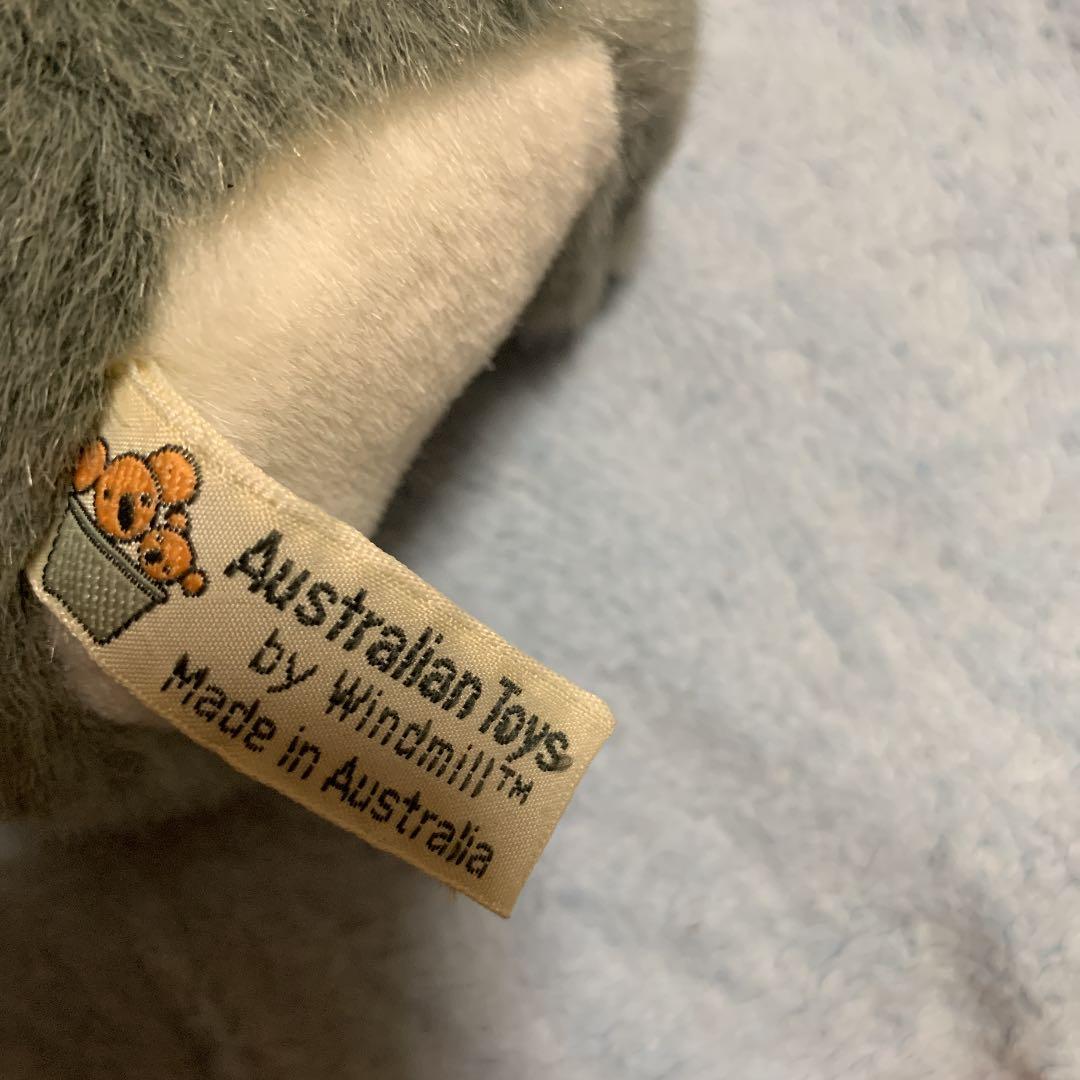 Australian Toys
by Windmill™
Made in Australia